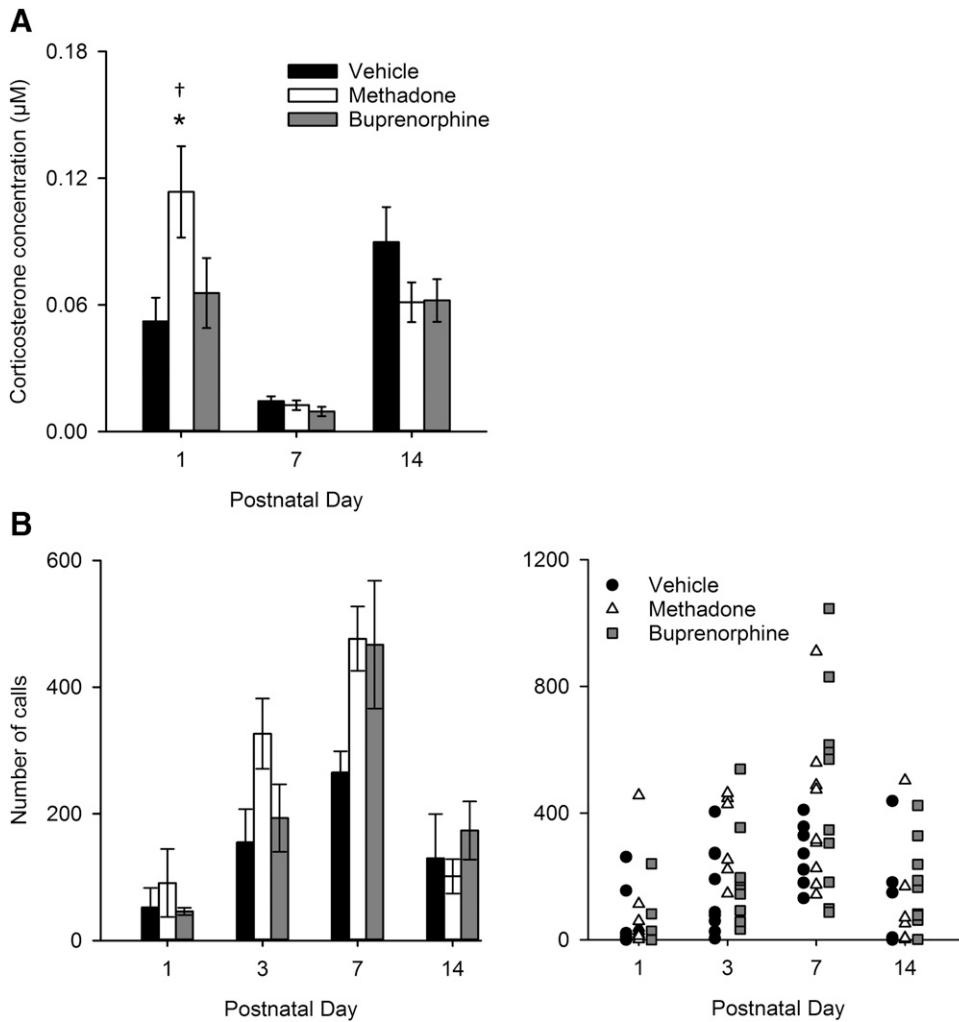 A
Corticosterone concentration (µM)
0.18
0.12
0.06
0.00
Vehicle
Methadone
Buprenorphine
†
*
1 7 14
Postnatal Day
B
Number of calls
600
400
200
0
1 3 7 14
Postnatal Day
1200
800
400
0
Vehicle
Methadone
Buprenorphine
1 3 7 14
Postnatal Day